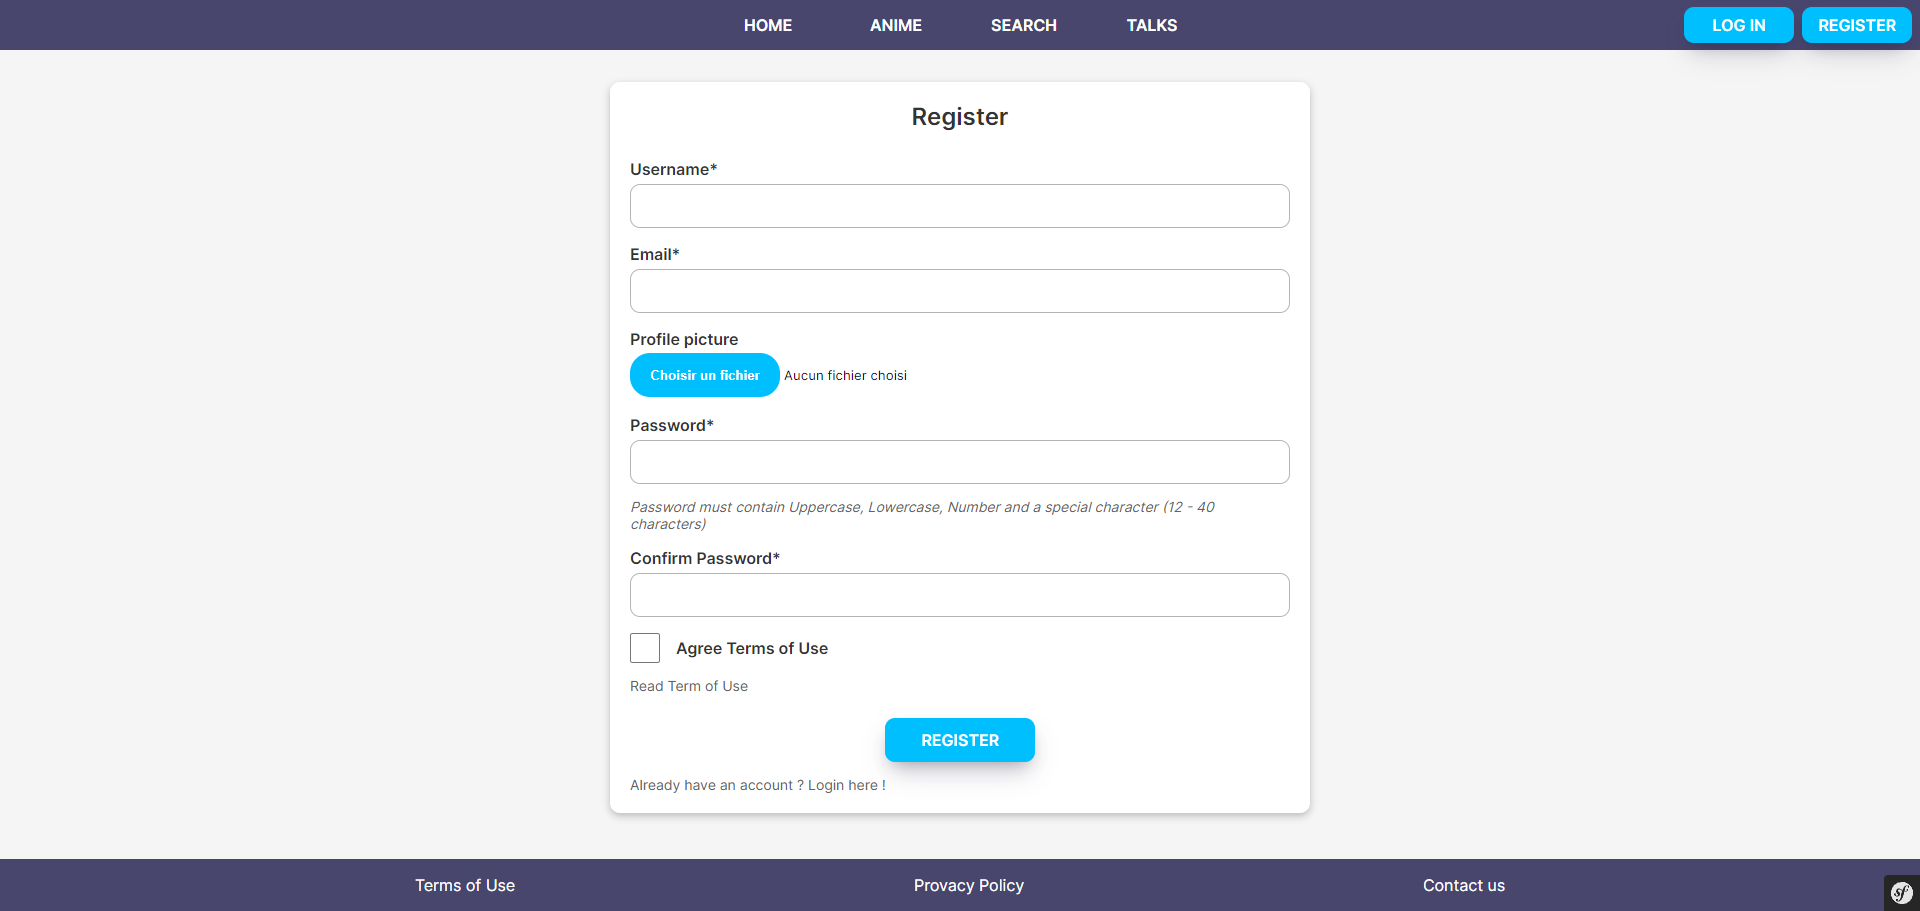 HOME ANIME SEARCH TALKS LOG IN REGISTER
Register
Username*
Email*
Profile picture
Choisir un fichier Aucun fichier choisi
Password*
Password must contain Uppercase, Lowercase, Number and a special character (12 - 40
characters)
Confirm Password*
Agree Terms of Use
Read Term of Use
REGISTER
Already have an account ? Login here !
Terms of Use Provacy Policy Contact us
sf